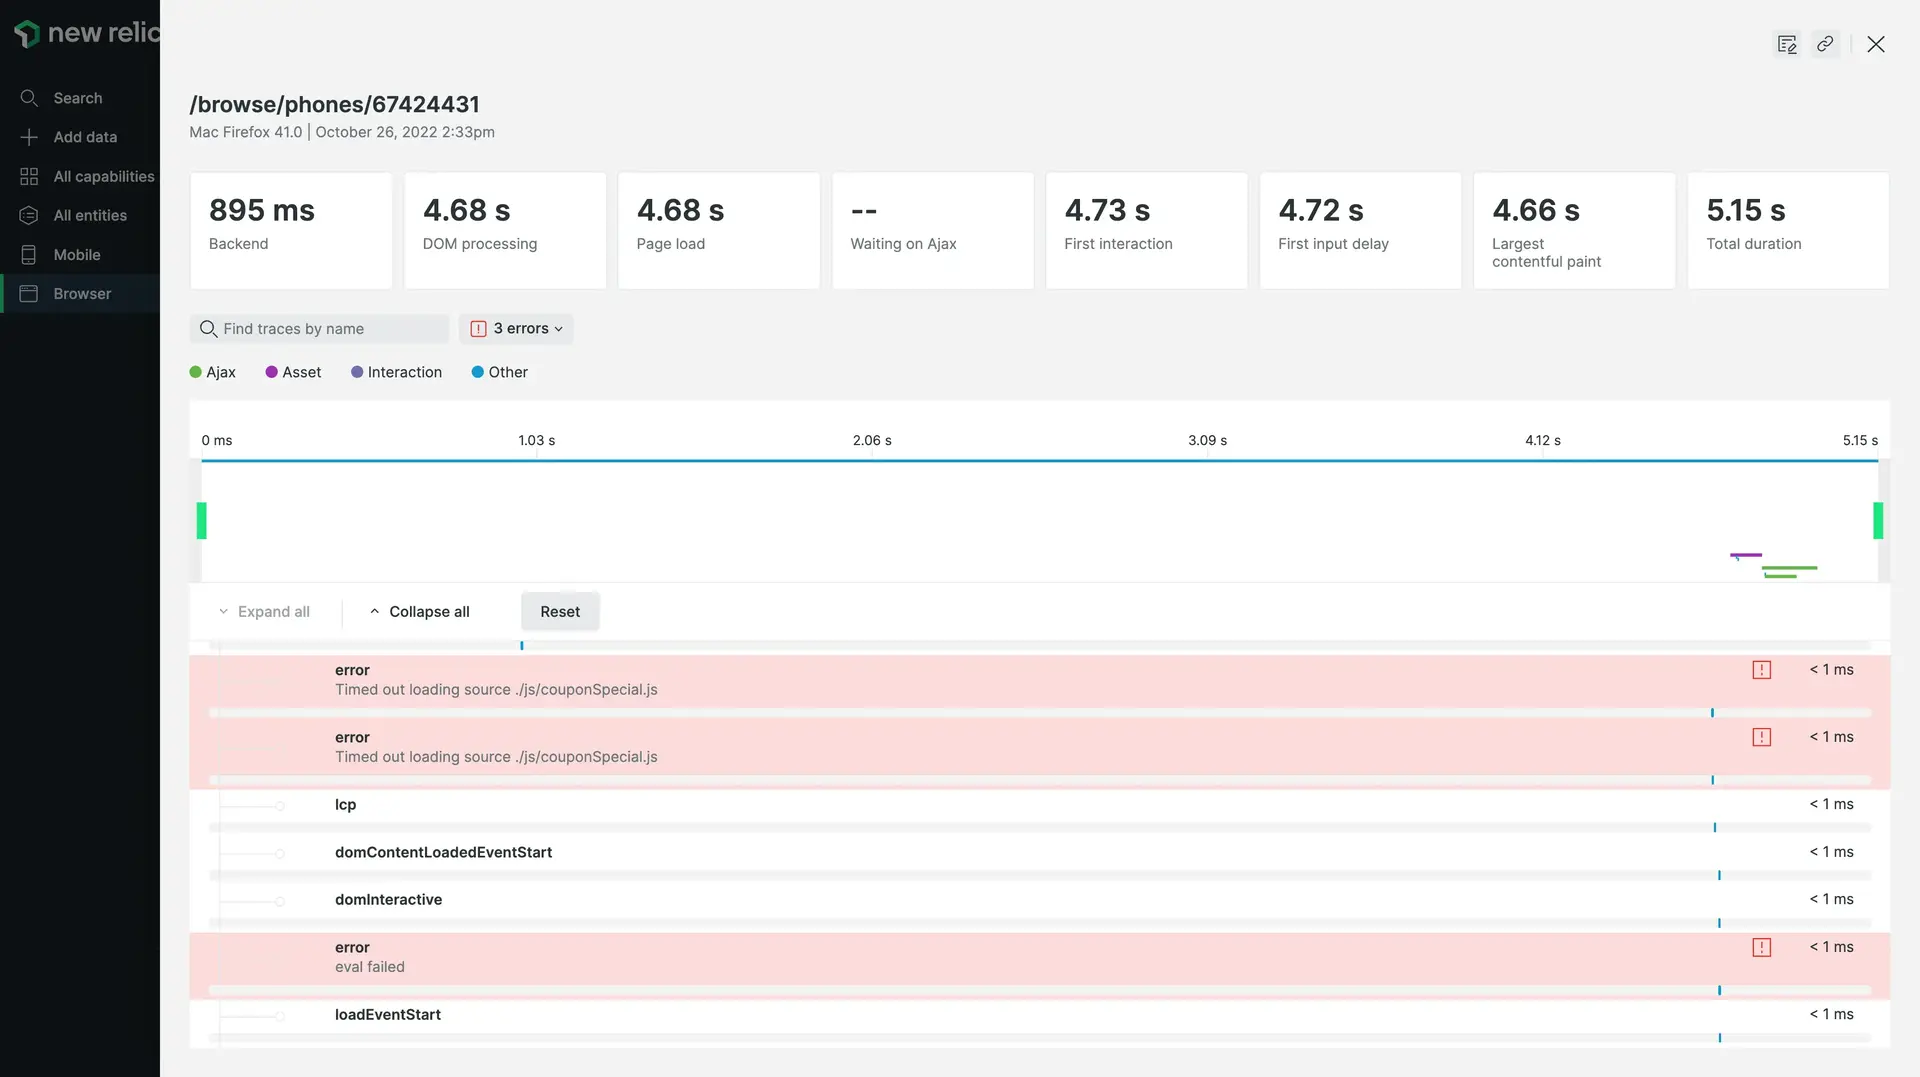 new relic
Search
Add data
All capabilities
All entities
Mobile
Browser
/browse/phones/67424431
Mac Firefox 41.0 | October 26, 2022 2:33pm
895 ms
Backend
4.68 s
DOM processing
4.68 s
Page load
--
Waiting on Ajax
4.73 s
First interaction
4.72 s
First input delay
4.66 s
Largest
contentful paint
5.15 s
Total duration
Find traces by name
3 errors
Ajax
Asset
Interaction
Other
0 ms
1.03 s
2.06 s
3.09 s
4.12 s
5.15 s
Expand all
Collapse all
Reset
error
< 1 ms
Timed out loading source ./js/couponSpecial.js
error
< 1 ms
Timed out loading source ./js/couponSpecial.js
lcp
< 1 ms
domContentLoadedEventStart
< 1 ms
domInteractive
< 1 ms
error
< 1 ms
eval failed
loadEventStart
< 1 ms